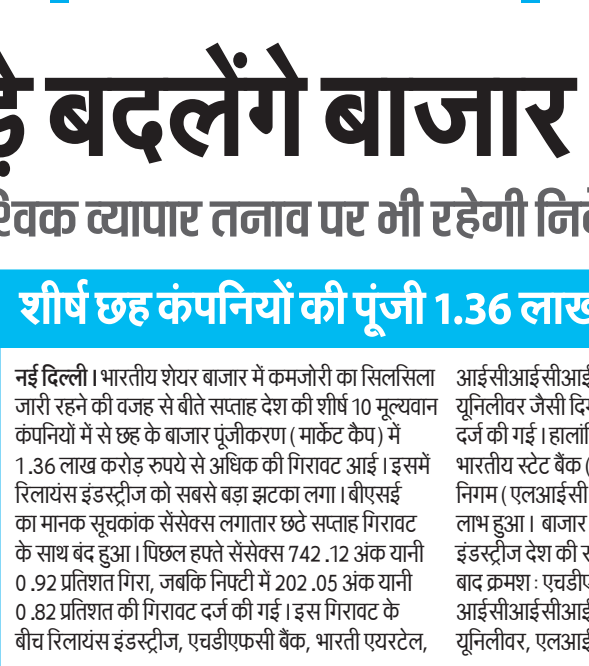 बदलेंगे बाजार
व्यापार तनाव पर भी रहेगी
शीर्ष छह कंपनियों की पूंजी 1.36 लाख
नई दिल्ली। भारतीय शेयर बाजार में कमजोरी का सिलसिला
जारी रहने की वजह से बीते सप्ताह देश की शीर्ष 10 मूल्यवान
कंपनियों में से छह के बाजार पूंजीकरण ( मार्केट कैप ) में
1.36 लाख करोड़ रुपये से अधिक की गिरावट आई। इसमें
रिलायंस इंडस्ट्रीज को सबसे बड़ा झटका लगा। बीएसई
का मानक सूचकांक सेंसेक्स लगातार छठे सप्ताह गिरावट
के साथ बंद हुआ। पिछल हफ्ते सेंसेक्स 742.12 अंक यानी
0.92 प्रतिशत गिरा, जबकि निफ्टी में 202.05 अंक यानी
0.82 प्रतिशत की गिरावट दर्ज की गई। इस गिरावट के
बीच रिलायंस इंडस्ट्रीज, एचडीएफसी बैंक, भारती एयरटेल,
आईसीआईसीआई
यूनिलीवर जैसी
दर्ज की गई।
भारतीय स्टेट बैंक (
निगम ( एलआईसी
लाभ हुआ। बाजार
इंडस्ट्रीज देश की
बाद क्रमश:
आईसीआईसीआई
यूनिलीवर,